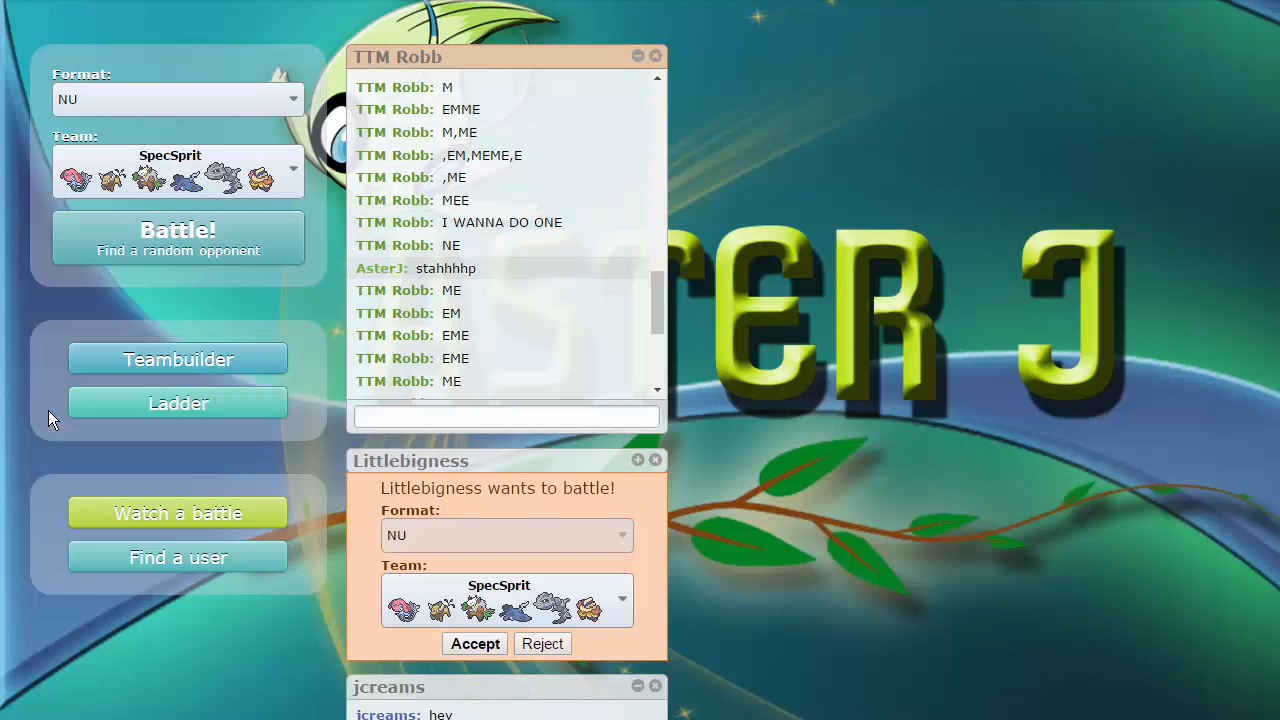 Format:
NU
Team:
SpecSprit
Battle!
Find a random opponent
Teambuilder
Ladder
Watch a battle
Find a user
TTM Robb
TTM Robb: M
TTM Robb: EMME
TTM Robb: M,ME
TTM Robb: ,EM,MEME,E
TTM Robb: ,ME
TTM Robb: MEE
TTM Robb: I WANNA DO ONE
TTM Robb: NE
AsterJ: stahhhhp
TTM Robb: ME
TTM Robb: EM
TTM Robb: EME
TTM Robb: EME
TTM Robb: ME
Littlebigness
Littlebigness wants to battle!
Format:
NU
Team:
SpecSprit
Accept Reject
jcreams
jcreams: hey
ASTER J